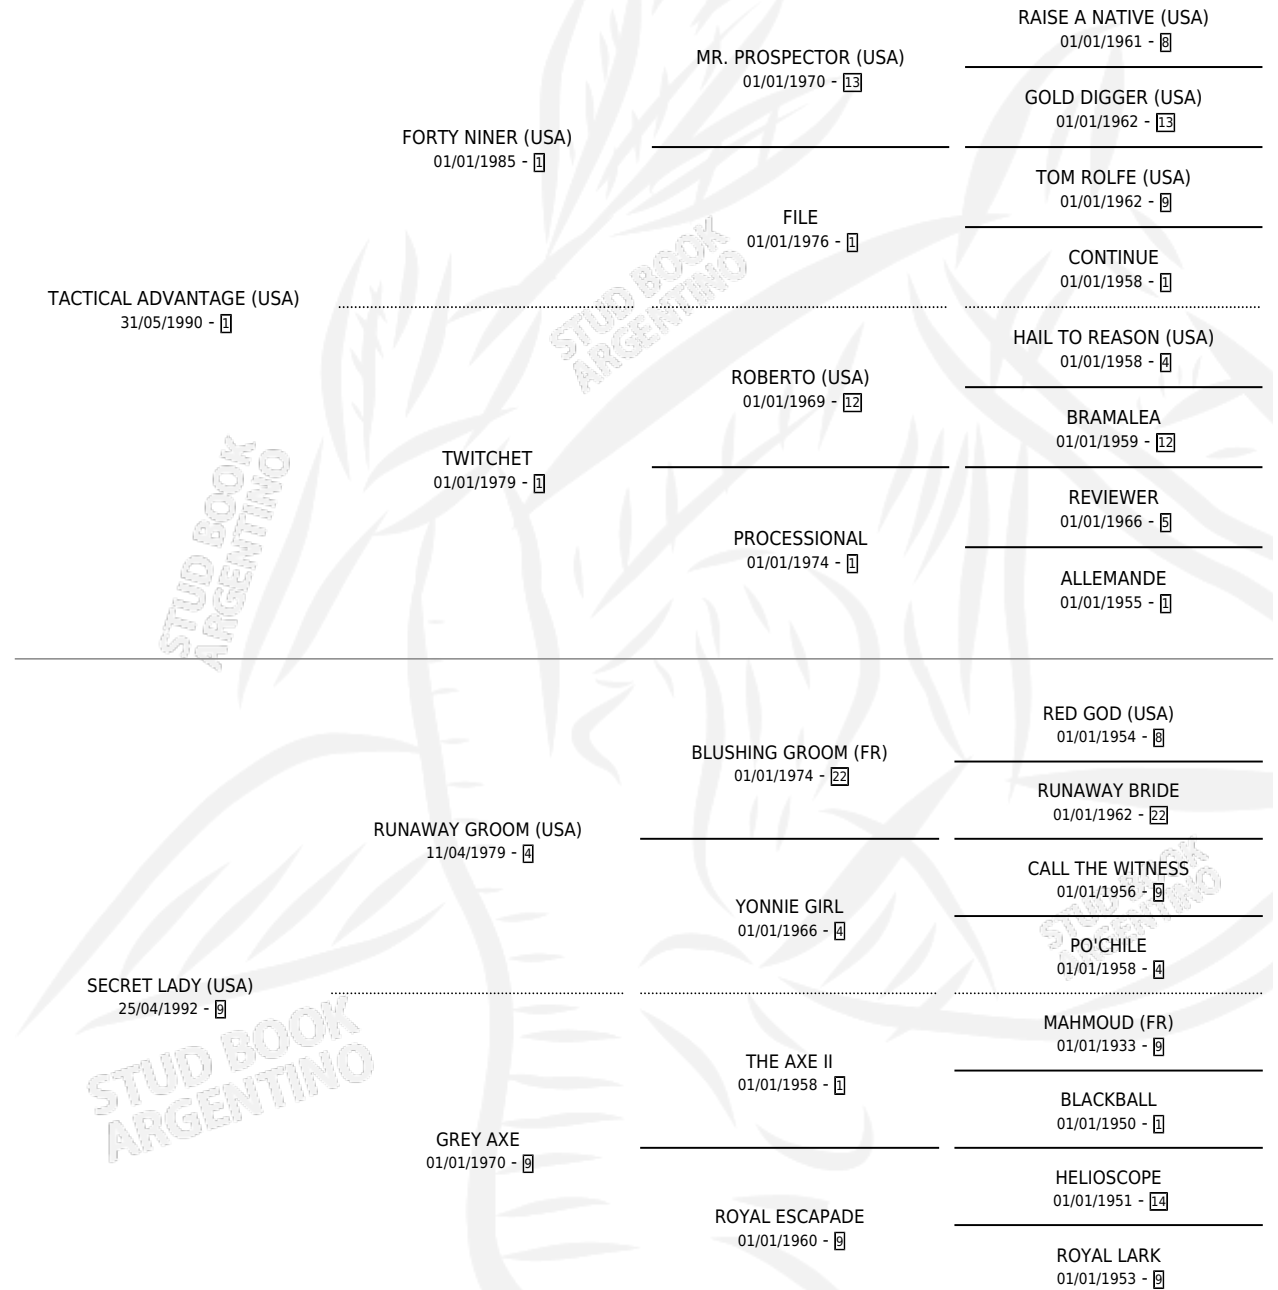 RAISE A NATIVE (USA)
01/01/1961 - 8
MR. PROSPECTOR (USA)
01/01/1970 - 13
GOLD DIGGER (USA)
01/01/1962 - 13
FORTY NINER (USA)
01/01/1985 - 1
TOM ROLFE (USA)
01/01/1962 - 9
FILE
01/01/1976 - 1
CONTINUE
01/01/1958 - 1
TACTICAL ADVANTAGE (USA)
31/05/1990 - 1
HAIL TO REASON (USA)
01/01/1958 - 4
ROBERTO (USA)
01/01/1969 - 12
BRAMALEA
01/01/1959 - 12
TWITCHET
01/01/1979 - 1
REVIEWER
01/01/1966 - 5
PROCESSIONAL
01/01/1974 - 1
ALLEMANDE
01/01/1955 - 1
STUD BOOK
ARGENTINO
STUD BOOK
ARGENTINO
RED GOD (USA)
01/01/1954 - 8
BLUSHING GROOM (FR)
01/01/1974 - 22
RUNAWAY BRIDE
01/01/1962 - 22
RUNAWAY GROOM (USA)
11/04/1979 - 4
CALL THE WITNESS
01/01/1956 - 9
YONNIE GIRL
01/01/1966 - 4
PO'CHILE
01/01/1958 - 4
SECRET LADY (USA)
25/04/1992 - 9
MAHMOUD (FR)
01/01/1933 - 9
THE AXE II
01/01/1958 - 1
BLACKBALL
01/01/1950 - 1
GREY AXE
01/01/1970 - 9
HELIOSCOPE
01/01/1951 - 14
ROYAL ESCAPADE
01/01/1960 - 9
ROYAL LARK
01/01/1953 - 9
STUD BOOK
ARGENTINO
STUD BOOK
ARGENTINO